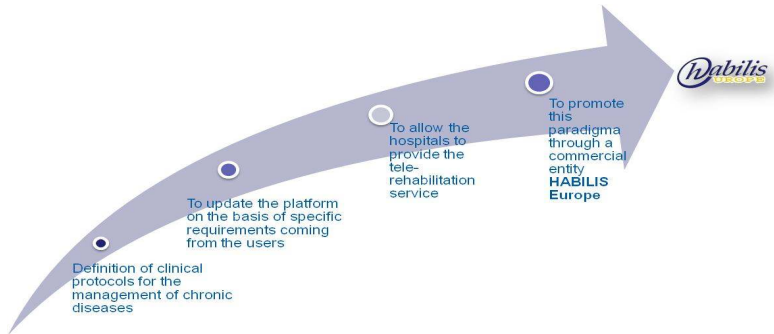 Definition of clinical
protocols for the
management of chronic
diseases
To update the platform
on the basis of specific
requirements coming
from the users
To allow the
hospitals to
provide the
tele-
rehabilitation
service
To promote
this
paradigma
through a
commercial
entity
HABILIS
Europe
habilis
EUROPE